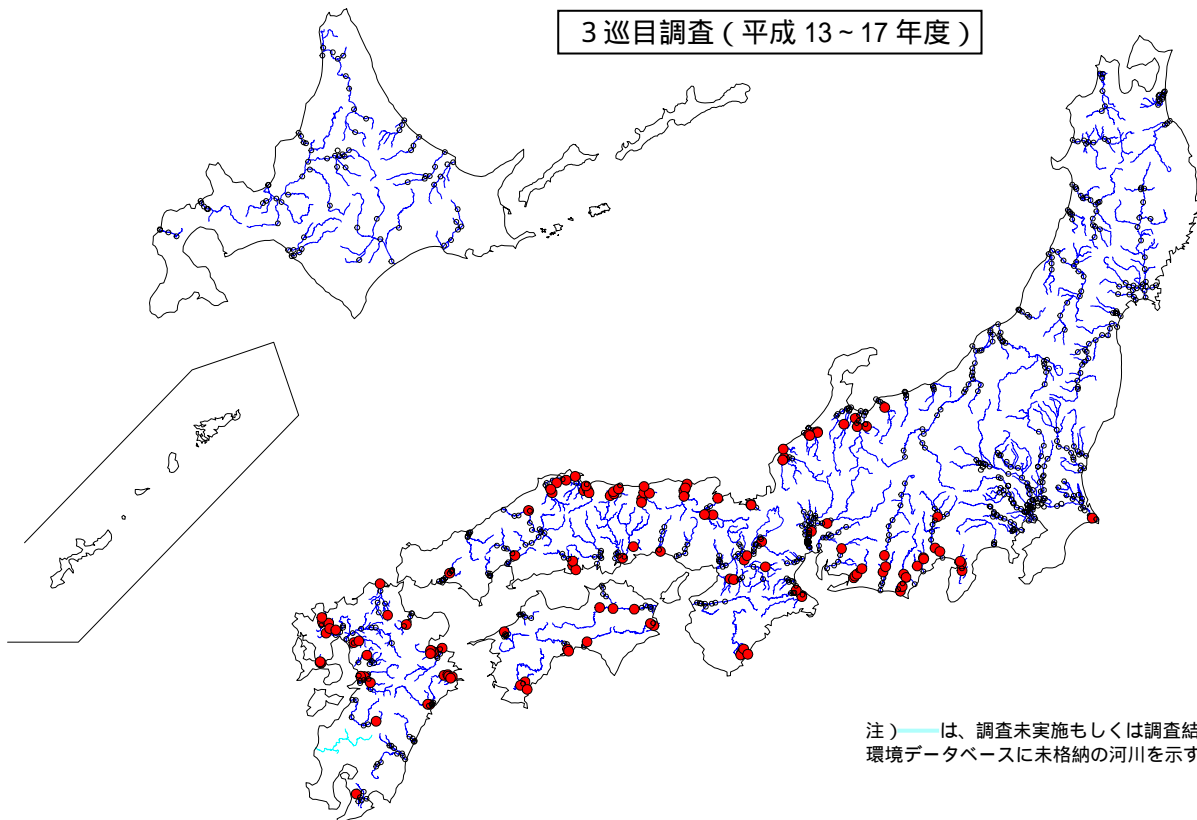 3巡目調査(平成 13~17 年度)
注) は、調査未実施もしくは調査結
環境データベースに未格納の河川を示す